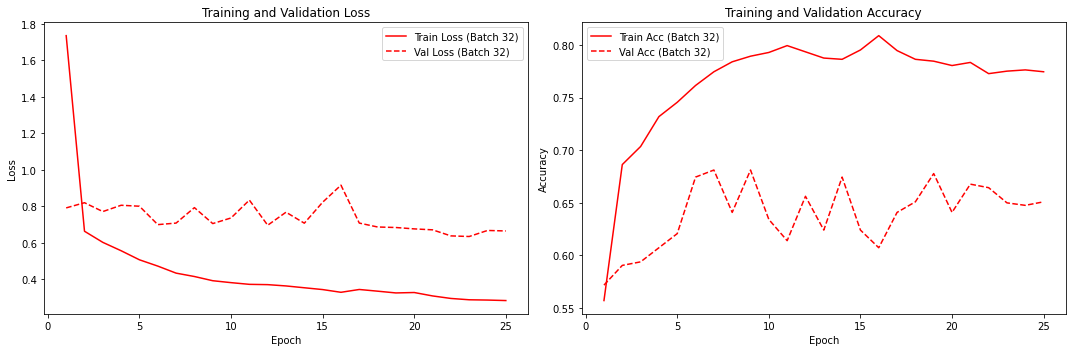 Training and Validation Loss
1.8
1.6
1.4
1.2
1.0
0.8
0.6
0.4
Loss
0
5
10
15
20
25
Epoch
Train Loss (Batch 32)
Val Loss (Batch 32)
Training and Validation Accuracy
0.80
0.75
0.70
0.65
0.60
0.55
Accuracy
0
5
10
15
20
25
Epoch
Train Acc (Batch 32)
Val Acc (Batch 32)